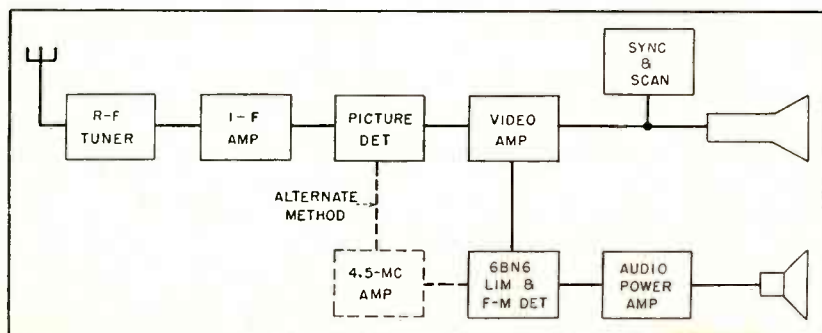 SYNC
&
SCAN
R-F
TUNER
I-F
AMP
PICTURE
DET
VIDEO
AMP
ALTERNATE
METHOD
4.5-MC
AMP
6BN6
LIM &
F-M DET
AUDIO
POWER
AMP